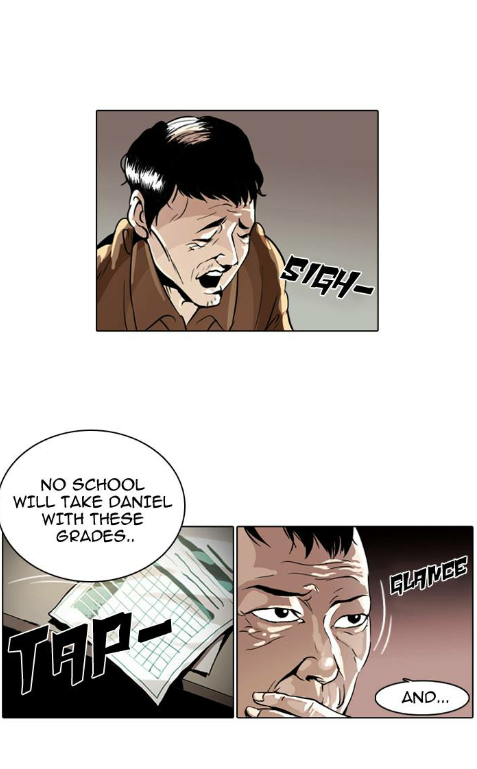 SIGH-
NO SCHOOL
WILL TAKE DANIEL
WITH THESE
GRADES..
TAP-
GLANCE
AND...